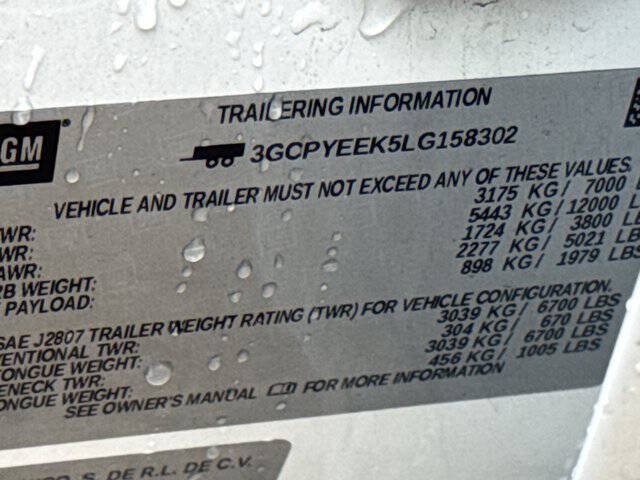 GM®
TRAILERING INFORMATION
3GCPYEEK5LG158302
VEHICLE AND TRAILER MUST NOT EXCEED ANY OF THESE VALUES.
WR: 3175 KG/ 7000 L
WR: 5443 KG/12000 L
AWR: 1724 KG/ 3800 LB
RB WEIGHT: 2277 KG/ 5021 LBS
PAYLOAD: 898 KG/ 1979 LBS
SAE J2807 TRAILER WEIGHT RATING (TWR) FOR VEHICLE CONFIGURATION.
VENTIONAL TWR: 3039 KG/ 6700 LBS
TONGUE WEIGHT: 304 KG/ 670 LBS
ENECK TWR: 3039 KG/ 6700 LBS
TONGUE WEIGHT: 456 KG/ 1005 LBS
SEE OWNER'S MANUAL FOR MORE INFORMATION
S. DE R.L. DE C.V.